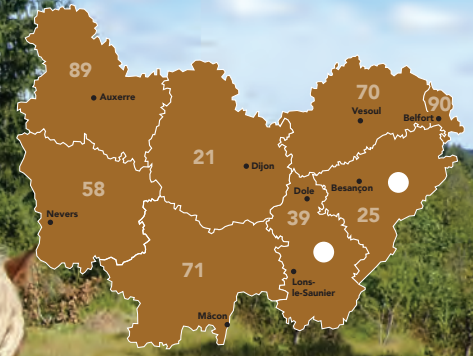 89
Auxerre
70
Vesoul
90
Belfort
21
Dijon
58
Nevers
Dole
39
Besançon
25
71
Lons-
le-Saunier
Mâcon